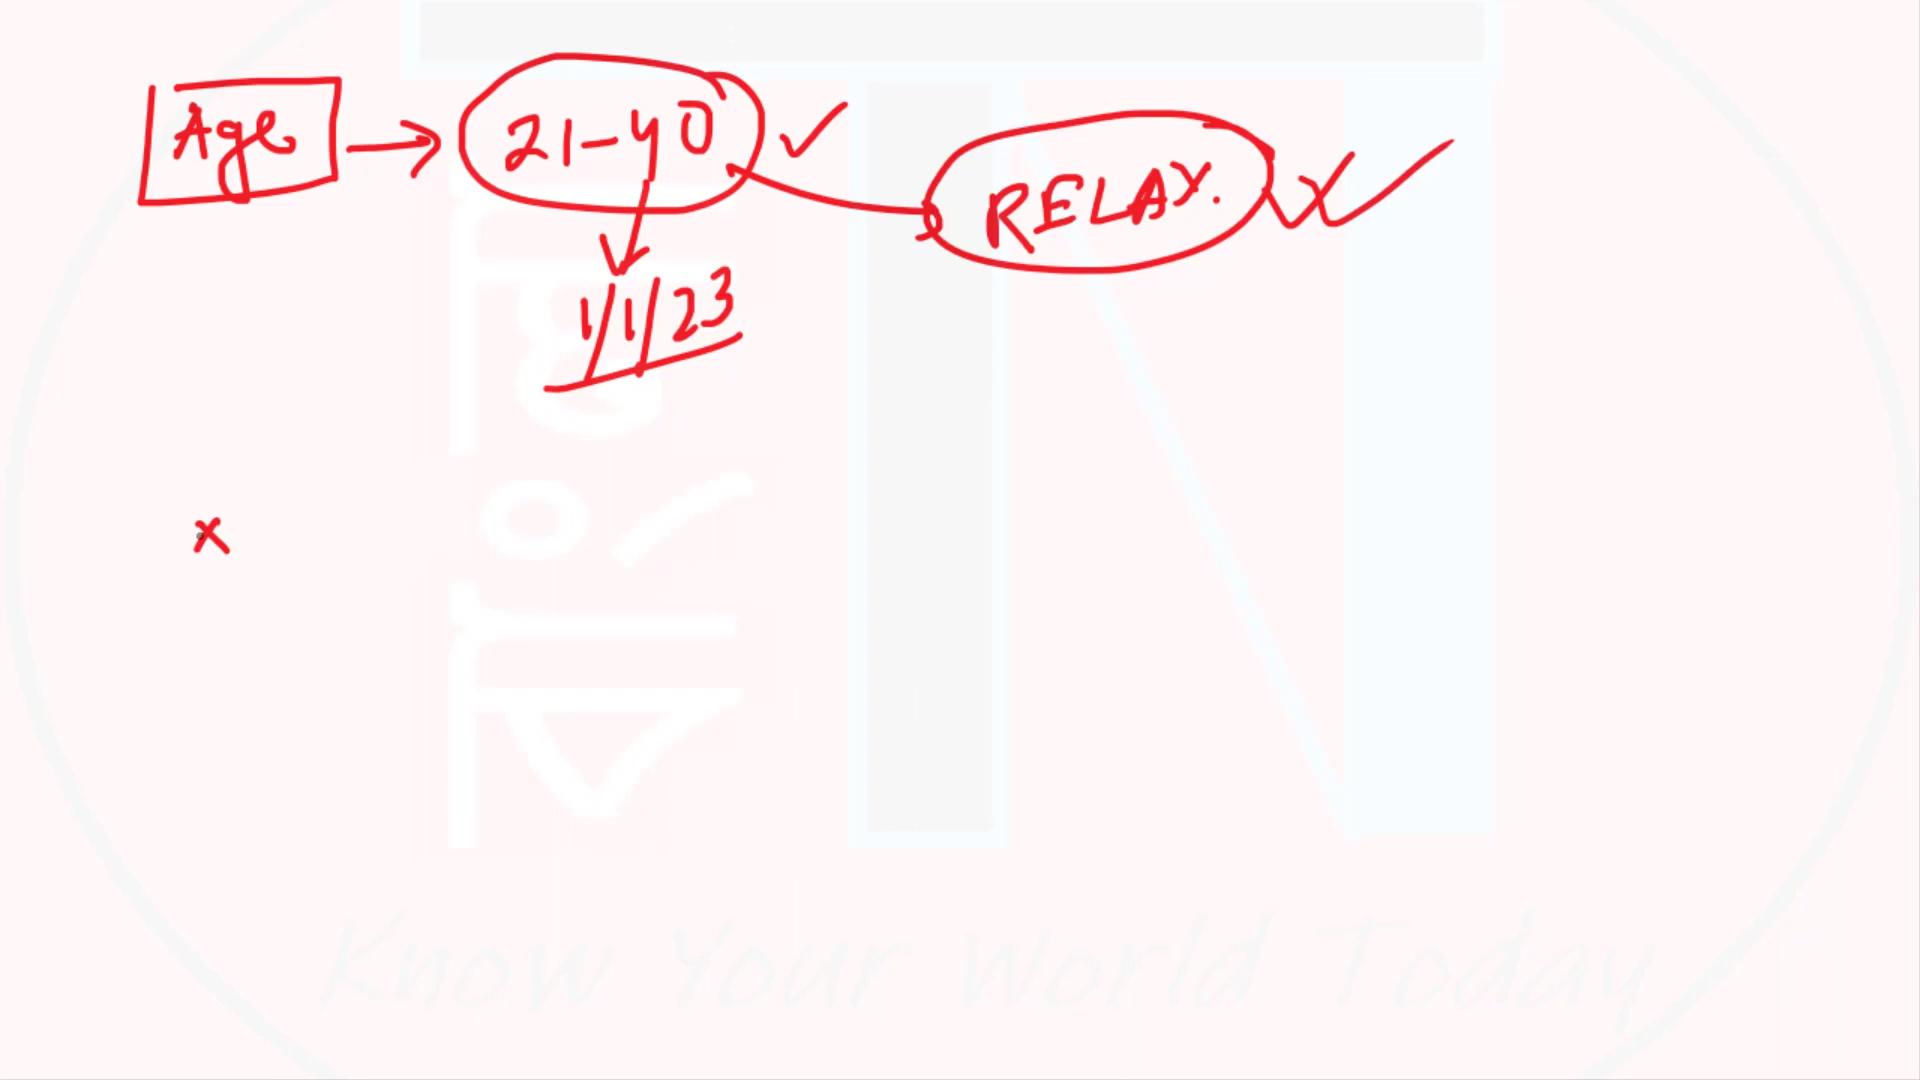 Age → 21-40 ✓
RELAX.
1/1/23
x
Know Your World Today